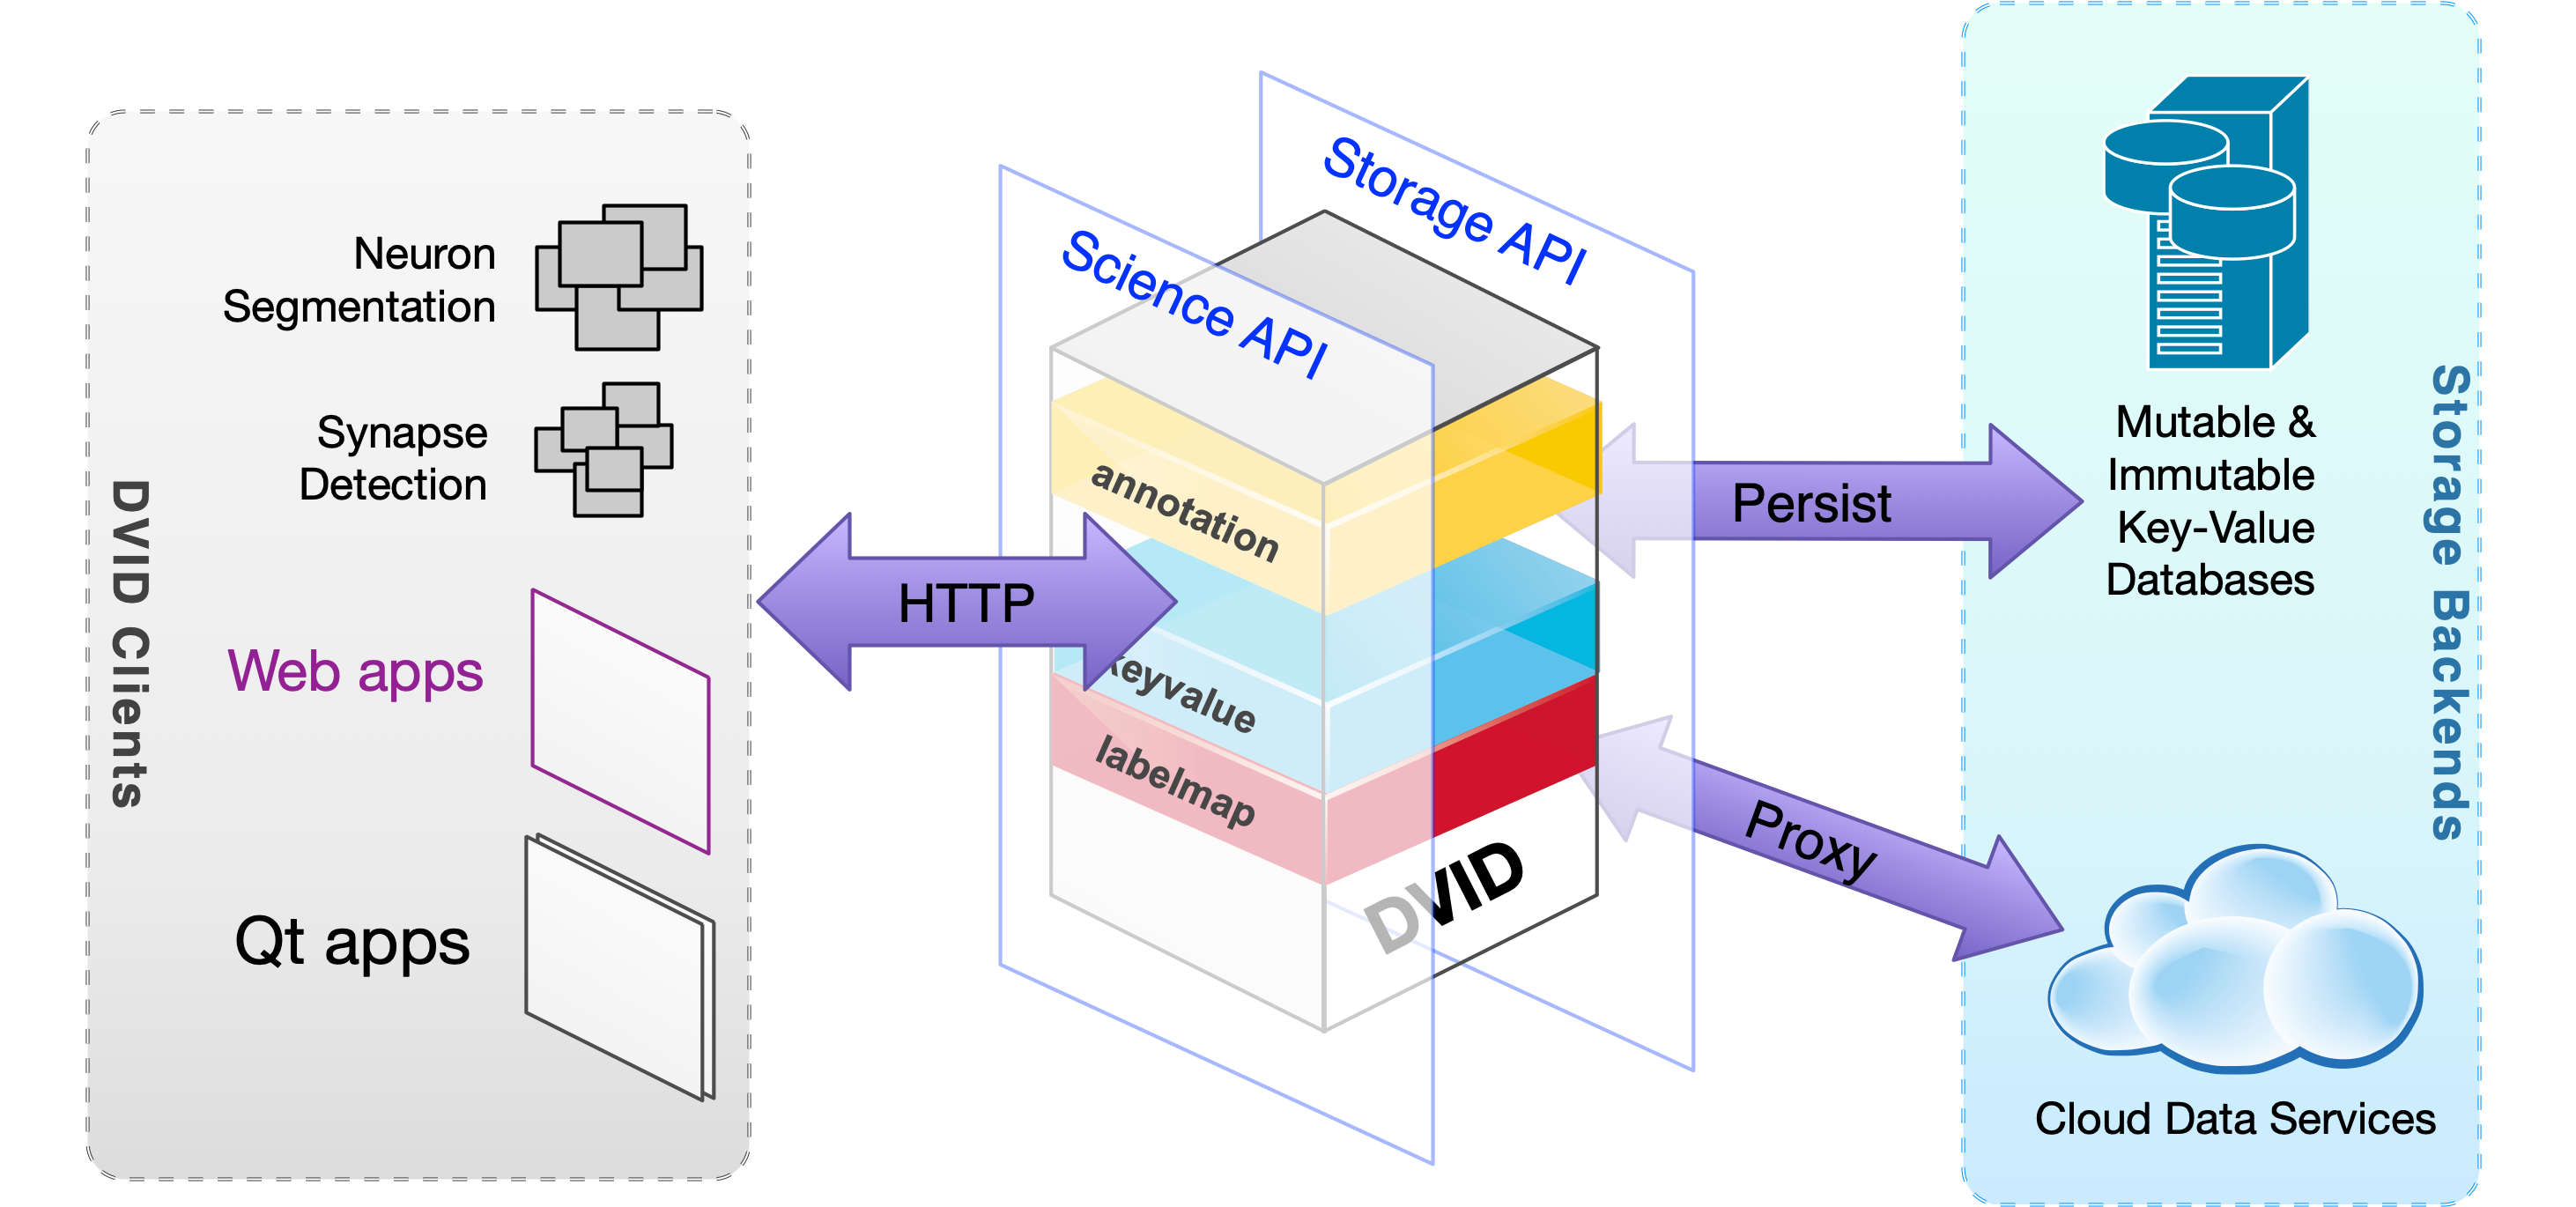 DVID Clients
Neuron
Segmentation
Synapse
Detection
Web apps
Qt apps
HTTP
Science API
Storage API
annotation
keyvalue
labelmap
DVID
Persist
Proxy
Mutable &
Immutable
Key-Value
Databases
Cloud Data Services
Storage Backends